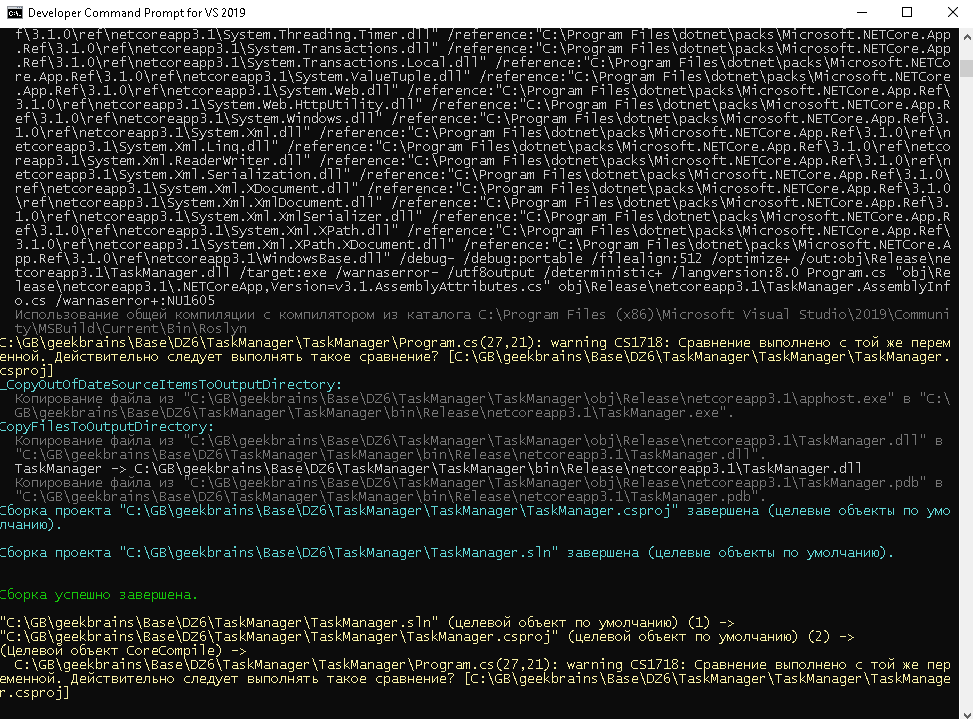 Developer Command Prompt for VS 2019
f\3.1.0\ref\netcoreapp3.1\System.Threading.Timer.dll" /reference:"C:\Program Files\dotnet\packs\Microsoft.NETCore.App
.Ref\3.1.0\ref\netcoreapp3.1\System.Transactions.dll" /reference:"C:\Program Files\dotnet\packs\Microsoft.NETCore.App
.Ref\3.1.0\ref\netcoreapp3.1\System.Transactions.Local.dll" /reference:"C:\Program Files\dotnet\packs\Microsoft.NETCo
re.App.Ref\3.1.0\ref\netcoreapp3.1\System.ValueTuple.dll" /reference:"C:\Program Files\dotnet\packs\Microsoft.NETCore
.App.Ref\3.1.0\ref\netcoreapp3.1\System.Web.dll" /reference:"C:\Program Files\dotnet\packs\Microsoft.NETCore.App.Ref\
3.1.0\ref\netcoreapp3.1\System.Web.HttpUtility.dll" /reference:"C:\Program Files\dotnet\packs\Microsoft.NETCore.App.R
ef\3.1.0\ref\netcoreapp3.1\System.Windows.dll" /reference:"C:\Program Files\dotnet\packs\Microsoft.NETCore.App.Ref\3.
1.0\ref\netcoreapp3.1\System.Xml.dll" /reference:"C:\Program Files\dotnet\packs\Microsoft.NETCore.App.Ref\3.1.0\ref\n
etcoreapp3.1\System.Xml.Linq.dll" /reference:"C:\Program Files\dotnet\packs\Microsoft.NETCore.App.Ref\3.1.0\ref\netco
reapp3.1\System.Xml.ReaderWriter.dll" /reference:"C:\Program Files\dotnet\packs\Microsoft.NETCore.App.Ref\3.1.0\ref\n
etcoreapp3.1\System.Xml.Serialization.dll" /reference:"C:\Program Files\dotnet\packs\Microsoft.NETCore.App.Ref\3.1.0\
ref\netcoreapp3.1\System.Xml.XDocument.dll" /reference:"C:\Program Files\dotnet\packs\Microsoft.NETCore.App.Ref\3.1.0
\ref\netcoreapp3.1\System.Xml.XmlDocument.dll" /reference:"C:\Program Files\dotnet\packs\Microsoft.NETCore.App.Ref\3.
1.0\ref\netcoreapp3.1\System.Xml.XmlSerializer.dll" /reference:"C:\Program Files\dotnet\packs\Microsoft.NETCore.App.R
ef\3.1.0\ref\netcoreapp3.1\System.Xml.XPath.dll" /reference:"C:\Program Files\dotnet\packs\Microsoft.NETCore.App.Ref\
3.1.0\ref\netcoreapp3.1\System.Xml.XPath.XDocument.dll" /reference:"C:\Program Files\dotnet\packs\Microsoft.NETCore.A
pp.Ref\3.1.0\ref\netcoreapp3.1\WindowsBase.dll" /debug- /debug:portable /filealign:512 /optimize+ /out:obj\Release\ne
tcoreapp3.1\TaskManager.dll /target:exe /warnaserror- /utf8output /deterministic+ /langversion:8.0 Program.cs "obj\Re
lease\netcoreapp3.1\.NETCoreApp,Version=v3.1.AssemblyAttributes.cs" obj\Release\netcoreapp3.1\TaskManager.AssemblyInf
o.cs /warnaserror+:NU1605
Использование общей компиляции с компилятором из каталога C:\Program Files (x86)\Microsoft Visual Studio\2019\Communi
ty\MSBuild\Current\Bin\Roslyn
C:\GB\geekbrains\Base\DZ6\TaskManager\TaskManager\Program.cs(27,21): warning CS1718: Сравнение выполнено с той же перем
енной. Действительно следует выполнять такое сравнение? [C:\GB\geekbrains\Base\DZ6\TaskManager\TaskManager\TaskManager.
csproj]
_CopyOutOfDateSourceItemsToOutputDirectory:
Копирование файла из "C:\GB\geekbrains\Base\DZ6\TaskManager\TaskManager\obj\Release\netcoreapp3.1\apphost.exe" в "C:\
GB\geekbrains\Base\DZ6\TaskManager\TaskManager\bin\Release\netcoreapp3.1\TaskManager.exe".
CopyFilesToOutputDirectory:
Копирование файла из "C:\GB\geekbrains\Base\DZ6\TaskManager\TaskManager\obj\Release\netcoreapp3.1\TaskManager.dll" в
"C:\GB\geekbrains\Base\DZ6\TaskManager\TaskManager\bin\Release\netcoreapp3.1\TaskManager.dll".
TaskManager -> C:\GB\geekbrains\Base\DZ6\TaskManager\TaskManager\bin\Release\netcoreapp3.1\TaskManager.dll
Копирование файла из "C:\GB\geekbrains\Base\DZ6\TaskManager\TaskManager\obj\Release\netcoreapp3.1\TaskManager.pdb" в
"C:\GB\geekbrains\Base\DZ6\TaskManager\TaskManager\bin\Release\netcoreapp3.1\TaskManager.pdb".
Сборка проекта "C:\GB\geekbrains\Base\DZ6\TaskManager\TaskManager\TaskManager.csproj" завершена (целевые объекты по умо
лчанию).
Сборка проекта "C:\GB\geekbrains\Base\DZ6\TaskManager\TaskManager.sln" завершена (целевые объекты по умолчанию).
Сборка успешно завершена.
"C:\GB\geekbrains\Base\DZ6\TaskManager\TaskManager.sln" (целевой объект по умолчанию) (1) ->
"C:\GB\geekbrains\Base\DZ6\TaskManager\TaskManager\TaskManager.csproj" (целевой объект по умолчанию) (2) ->
(Целевой объект CoreCompile) ->
C:\GB\geekbrains\Base\DZ6\TaskManager\TaskManager\Program.cs(27,21): warning CS1718: Сравнение выполнено с той же пер
еменной. Действительно следует выполнять такое сравнение? [C:\GB\geekbrains\Base\DZ6\TaskManager\TaskManager\TaskManage
r.csproj]